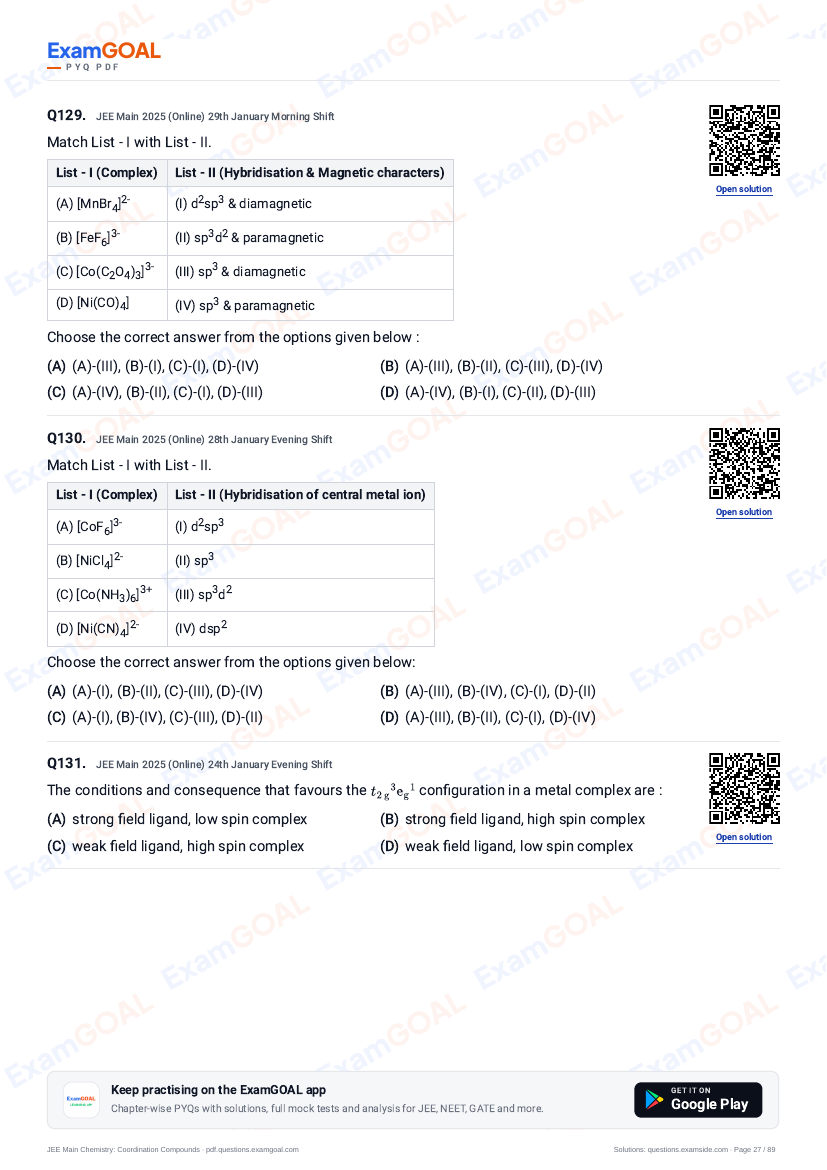 ExamGOAL
PYQ PDF
Q129. JEE Main 2025 (Online) 29th January Morning Shift
Open solution
Match List - I with List - II.
List - I (Complex) List - II (Hybridisation & Magnetic characters)
(A) [MnBr₄]²⁻ (I) d²sp³ & diamagnetic
(B) [FeF₆]³⁻ (II) sp³d² & paramagnetic
(C) [Co(C₂O₄)₃]³⁻ (III) sp³ & diamagnetic
(D) [Ni(CO)₄] (IV) sp³ & paramagnetic
Choose the correct answer from the options given below :
(A) (A)-(III), (B)-(I), (C)-(I), (D)-(IV) (B) (A)-(III), (B)-(II), (C)-(III), (D)-(IV)
(C) (A)-(IV), (B)-(II), (C)-(I), (D)-(III) (D) (A)-(IV), (B)-(I), (C)-(II), (D)-(III)
Q130. JEE Main 2025 (Online) 28th January Evening Shift
Open solution
Match List - I with List - II.
List - I (Complex) List - II (Hybridisation of central metal ion)
(A) [CoF₆]³⁻ (I) d²sp³
(B) [NiCl₄]²⁻ (II) sp³
(C) [Co(NH₃)₆]³⁺ (III) sp³d²
(D) [Ni(CN)₄]²⁻ (IV) dsp²
Choose the correct answer from the options given below:
(A) (A)-(I), (B)-(II), (C)-(III), (D)-(IV) (B) (A)-(III), (B)-(IV), (C)-(I), (D)-(II)
(C) (A)-(I), (B)-(IV), (C)-(III), (D)-(II) (D) (A)-(III), (B)-(II), (C)-(I), (D)-(IV)
Q131. JEE Main 2025 (Online) 24th January Evening Shift
Open solution
The conditions and consequence that favours the t₂g³eg¹ configuration in a metal complex are :
(A) strong field ligand, low spin complex (B) strong field ligand, high spin complex
(C) weak field ligand, high spin complex (D) weak field ligand, low spin complex
Keep practising on the ExamGOAL app
Chapter-wise PYQs with solutions, full mock tests and analysis for JEE, NEET, GATE and more.
GET IT ON
Google Play
JEE Main Chemistry: Coordination Compounds · pdf.questions.examgoal.com Solutions: questions.examside.com · Page 27 / 89